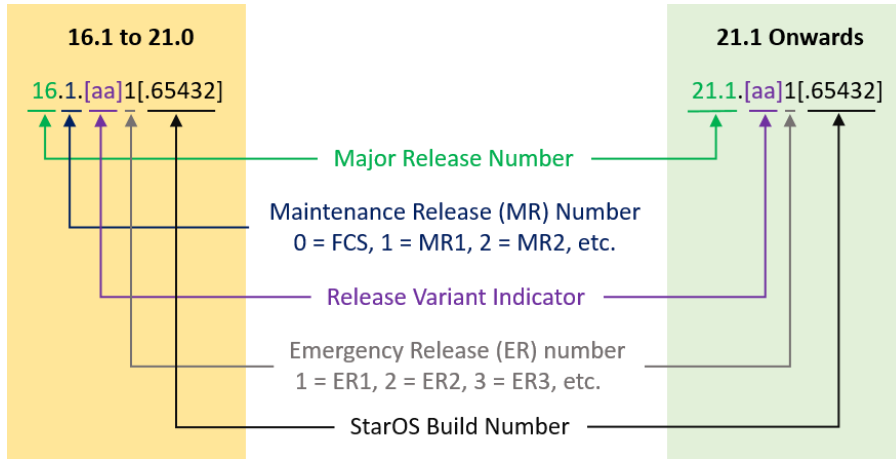 16.1 to 21.0
21.1 Onwards
16.1.[aa]1[.65432]
21.1.[aa]1[.65432]
Major Release Number
Maintenance Release (MR) Number
0 = FCS, 1 = MR1, 2 = MR2, etc.
Release Variant Indicator
Emergency Release (ER) number
1 = ER1, 2 = ER2, 3 = ER3, etc.
StarOS Build Number